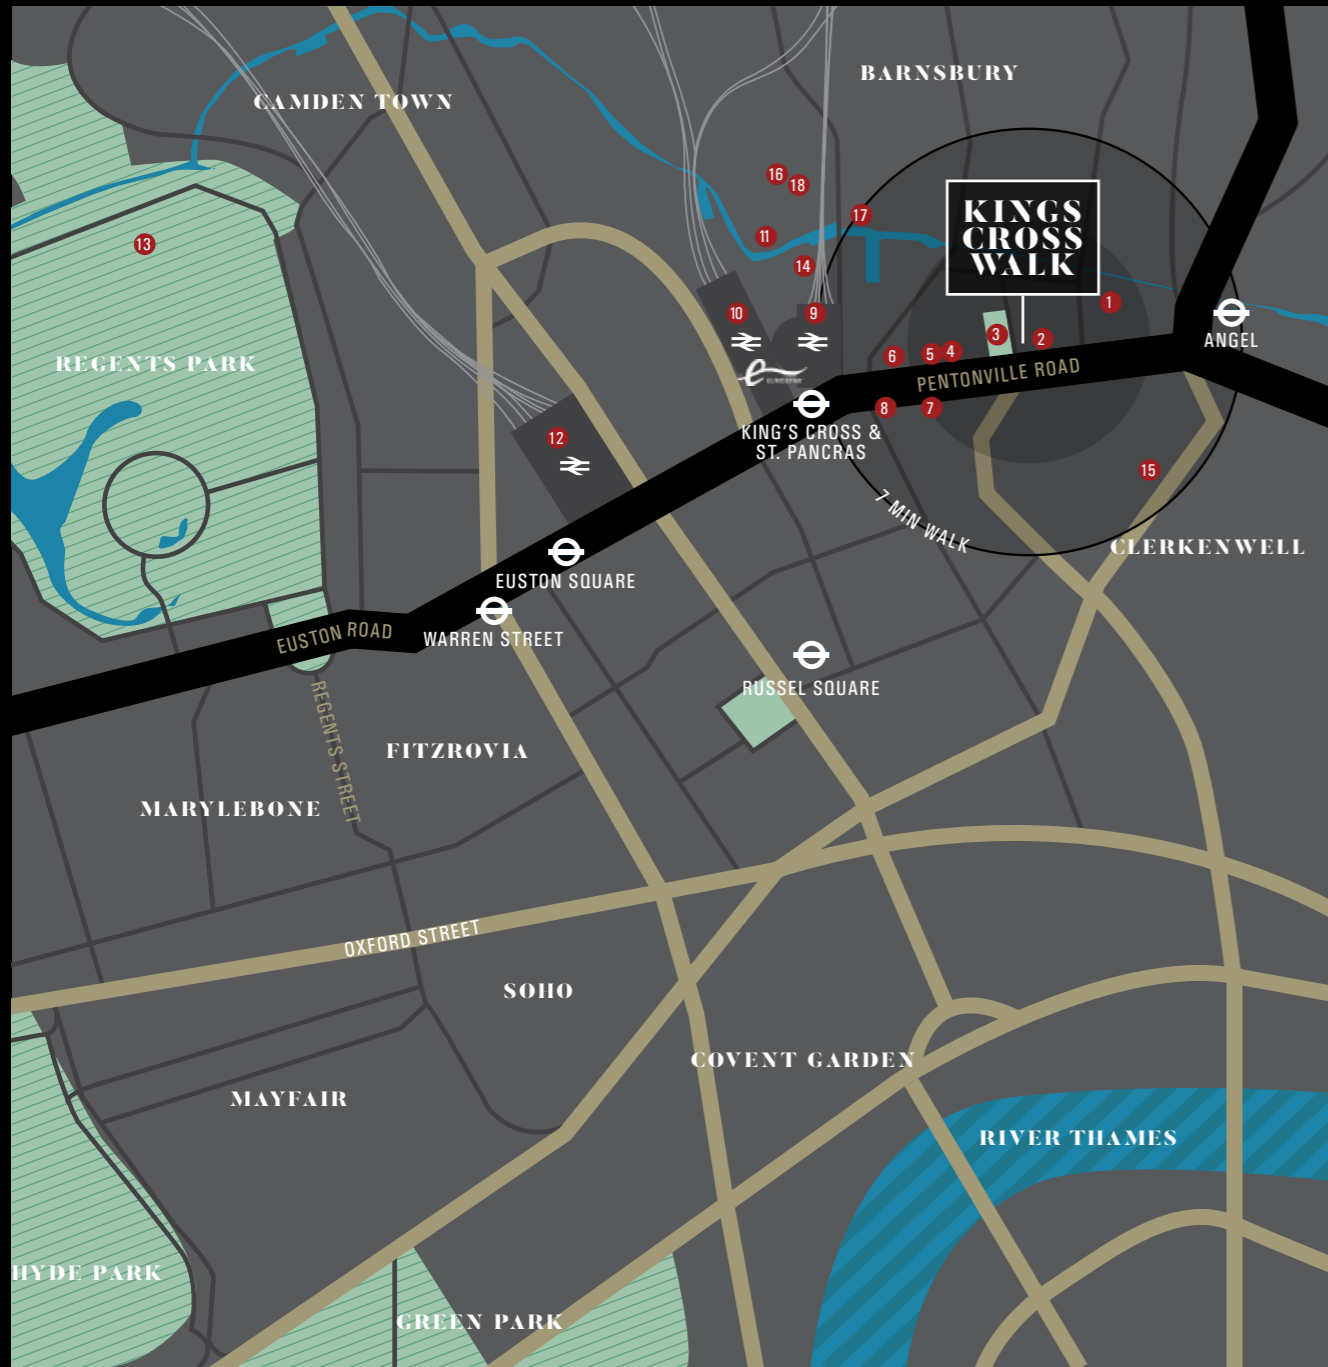 BARNSBURY
CAMDEN TOWN
16
18
KINGS
CROSS
WALK
17
11
13
14
1
10
9
ANGEL
3
2
REGENTS PARK
6
5
4
PENTONVILLE ROAD
8
7
KING'S CROSS &
ST. PANCRAS
12
15
7 MIN WALK
CLERKENWELL
EUSTON SQUARE
EUSTON ROAD
WARREN STREET
RUSSEL SQUARE
REGENTS STREET
FITZROVIA
MARYLEBONE
OXFORD STREET
SOHO
COVENT GARDEN
MAYFAIR
RIVER THAMES
HYDE PARK
GREEN PARK